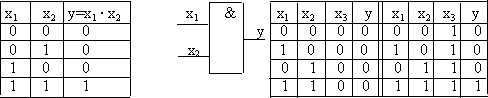 x₁ x₂ y=x₁·x₂
0 0 0
0 1 0
1 0 0
1 1 1
x₁ &
y
x₂
x₁ x₂ x₃ y x₁ x₂ x₃ y
0 0 0 0 0 0 1 0
1 0 0 0 1 0 1 0
0 1 0 0 0 1 1 0
1 1 0 0 1 1 1 1